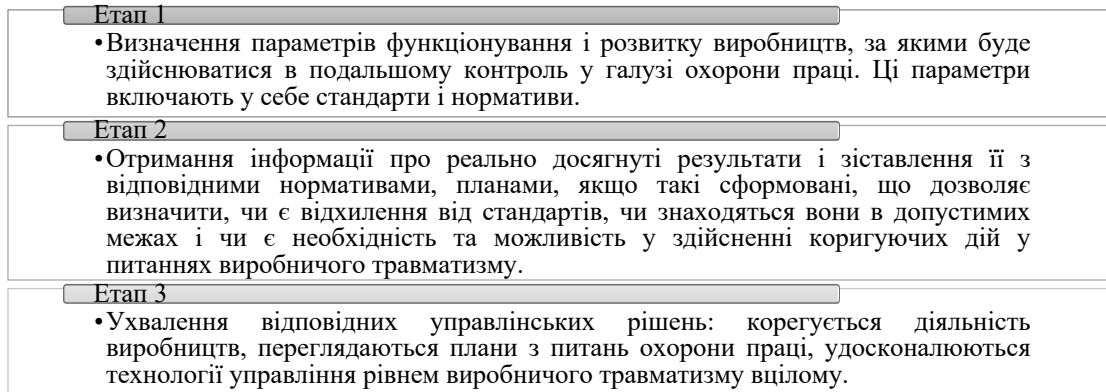 Етап 1
•Визначення параметрів функціонування і розвитку виробництв, за якими буде
здійснюватися в подальшому контроль у галузі охорони праці. Ці параметри
включають у себе стандарти і нормативи.
Етап 2
•Отримання інформації про реально досягнуті результати і зіставлення її з
відповідними нормативами, планами, якщо такі сформовані, що дозволяє
визначити, чи є відхилення від стандартів, чи знаходяться вони в допустимих
межах і чи є необхідність та можливість у здійсненні коригуючих дій у
питаннях виробничого травматизму.
Етап 3
•Ухвалення відповідних управлінських рішень: корегується діяльність
виробництв, переглядаються плани з питань охорони праці, удосконалюються
технології управління рівнем виробничого травматизму вцілому.